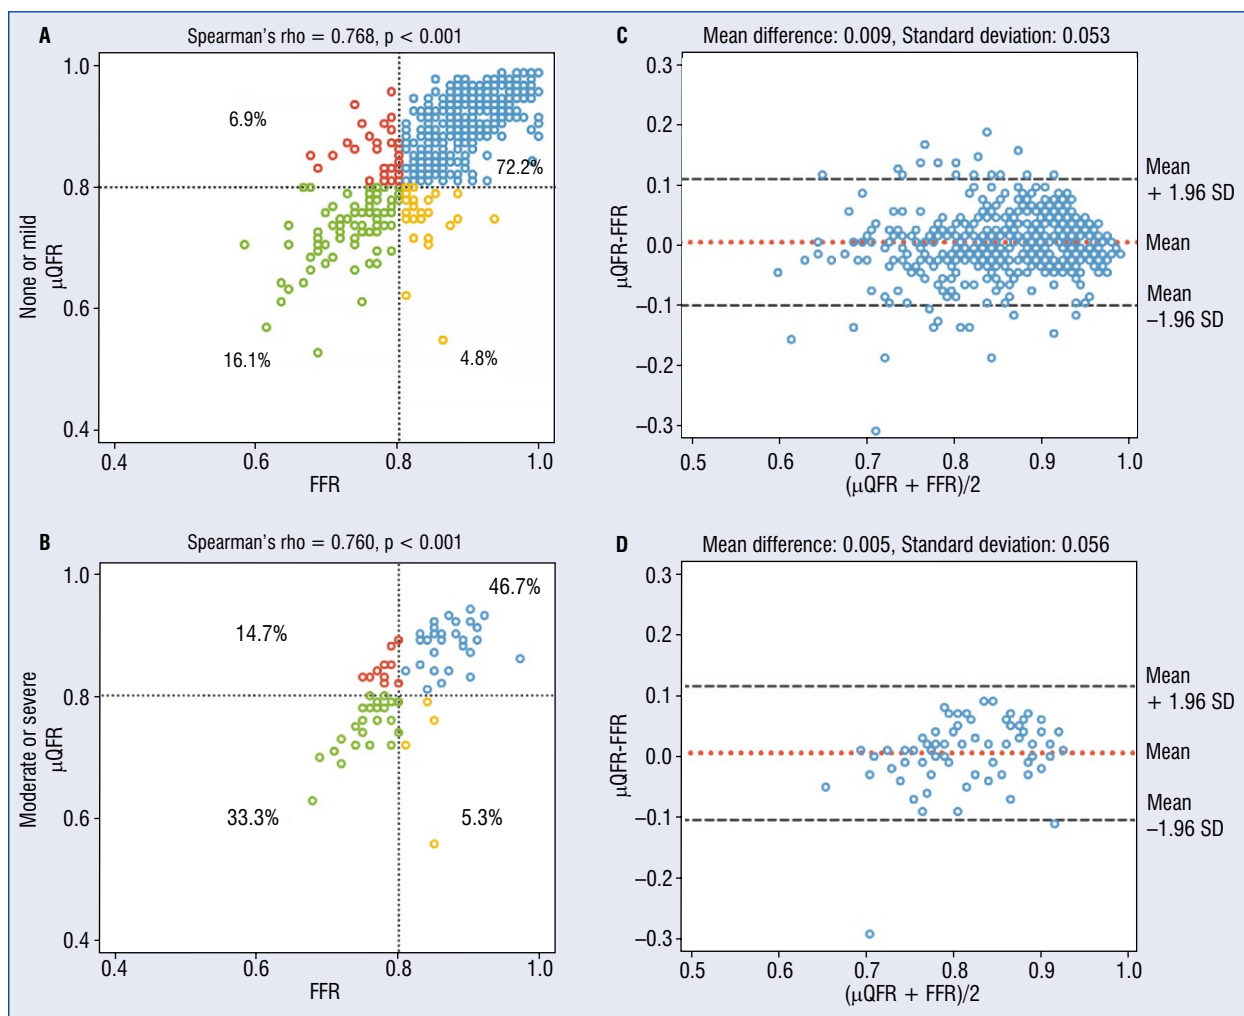 A
Spearman's rho = 0.768, p < 0.001
1.0
0.8
0.6
0.4
None or mild
μQFR
6.9%
72.2%
16.1%
4.8%
0.4
0.6
0.8
1.0
FFR
C
Mean difference: 0.009, Standard deviation: 0.053
0.3
0.2
0.1
0.0
−0.1
−0.2
−0.3
μQFR-FFR
Mean
+ 1.96 SD
Mean
Mean
−1.96 SD
0.5
0.6
0.7
0.8
0.9
1.0
(μQFR + FFR)/2
B
Spearman's rho = 0.760, p < 0.001
1.0
0.8
0.6
0.4
Moderate or severe
μQFR
46.7%
14.7%
33.3%
5.3%
0.4
0.6
0.8
1.0
FFR
D
Mean difference: 0.005, Standard deviation: 0.056
0.3
0.2
0.1
0.0
−0.1
−0.2
−0.3
μQFR-FFR
Mean
+ 1.96 SD
Mean
Mean
−1.96 SD
0.5
0.6
0.7
0.8
0.9
1.0
(μQFR + FFR)/2